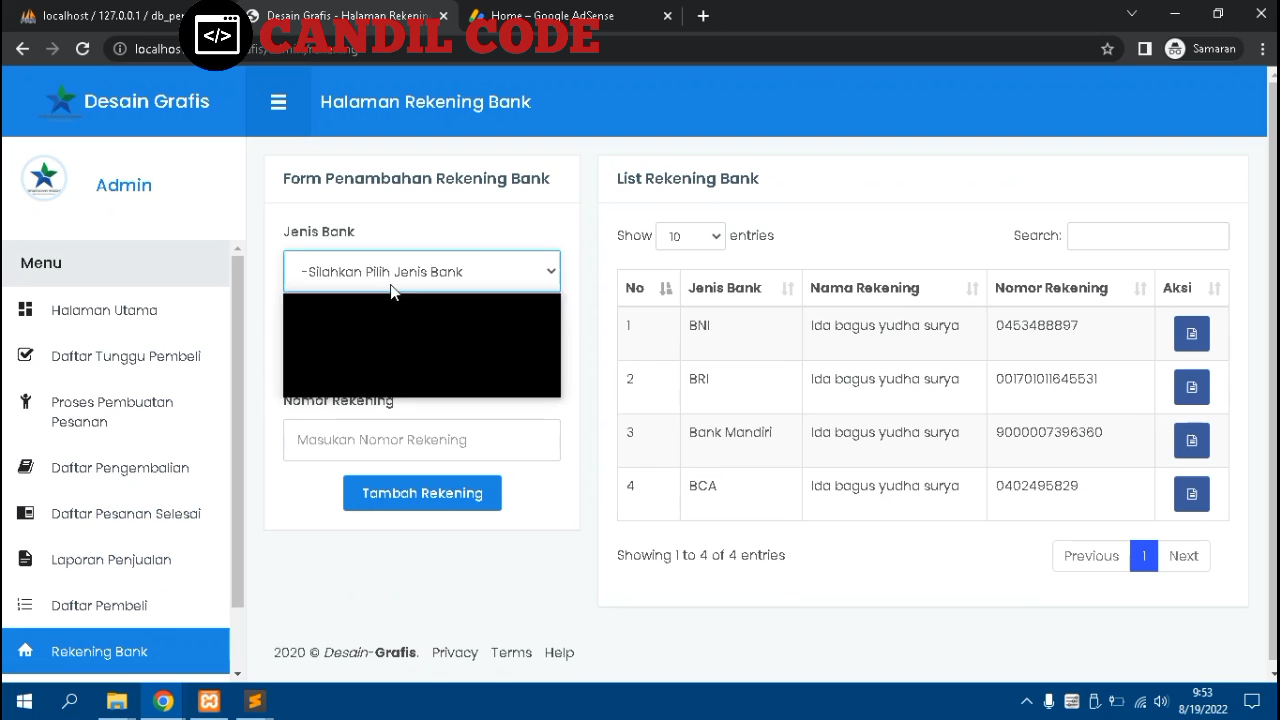 localhost / 127.0.0.1 / db_pe
Desain Grafis - Halaman Rekenin
Home – Google AdSense
CANDIL CODE
localhos
Samaran
Desain Grafis
Halaman Rekening Bank
Admin
Menu
Halaman Utama
Daftar Tunggu Pembeli
Proses Pembuatan
Pesanan
Daftar Pengembalian
Daftar Pesanan Selesai
Laporan Penjualan
Daftar Pembeli
Rekening Bank
Form Penambahan Rekening Bank
Jenis Bank
-Silahkan Pilih Jenis Bank
Nomor Rekening
Masukan Nomor Rekening
Tambah Rekening
List Rekening Bank
Show 10 entries
Search:
No Jenis Bank Nama Rekening Nomor Rekening Aksi
1 BNI Ida bagus yudha surya 0453488897
2 BRI Ida bagus yudha surya 001701011645531
3 Bank Mandiri Ida bagus yudha surya 9000007396360
4 BCA Ida bagus yudha surya 0402495829
Showing 1 to 4 of 4 entries
Previous 1 Next
2020 © Desain-Grafis. Privacy Terms Help
9:53
8/19/2022